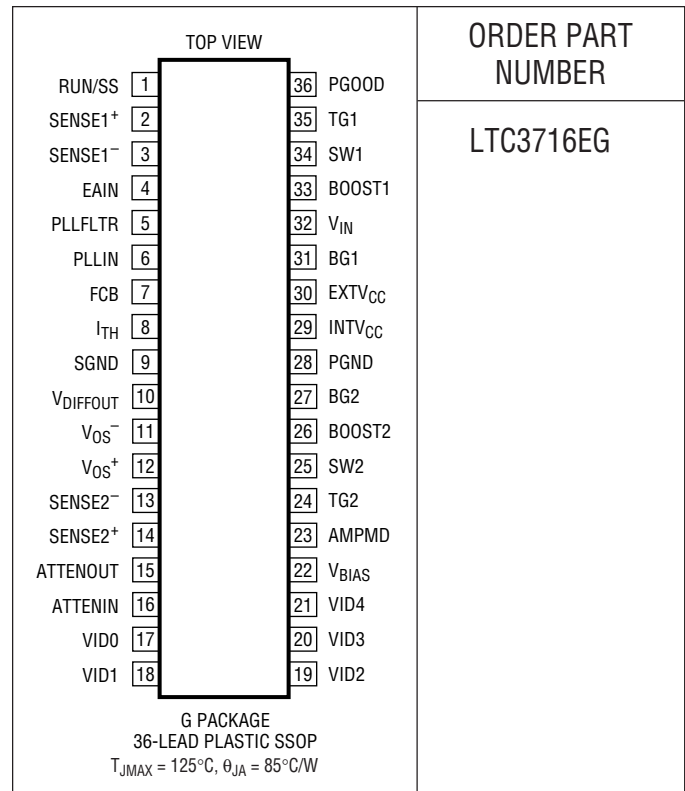 TOP VIEW
RUN/SS 1
SENSE1+ 2
SENSE1– 3
EAIN 4
PLLFLTR 5
PLLIN 6
FCB 7
ITH 8
SGND 9
VDIFFOUT 10
VOS– 11
VOS+ 12
SENSE2– 13
SENSE2+ 14
ATTENOUT 15
ATTENIN 16
VID0 17
VID1 18
36 PGOOD
35 TG1
34 SW1
33 BOOST1
32 VIN
31 BG1
30 EXTVCC
29 INTVCC
28 PGND
27 BG2
26 BOOST2
25 SW2
24 TG2
23 AMPMD
22 VBIAS
21 VID4
20 VID3
19 VID2
G PACKAGE
36-LEAD PLASTIC SSOP
TJMAX = 125°C, θJA = 85°C/W
ORDER PART
NUMBER
LTC3716EG